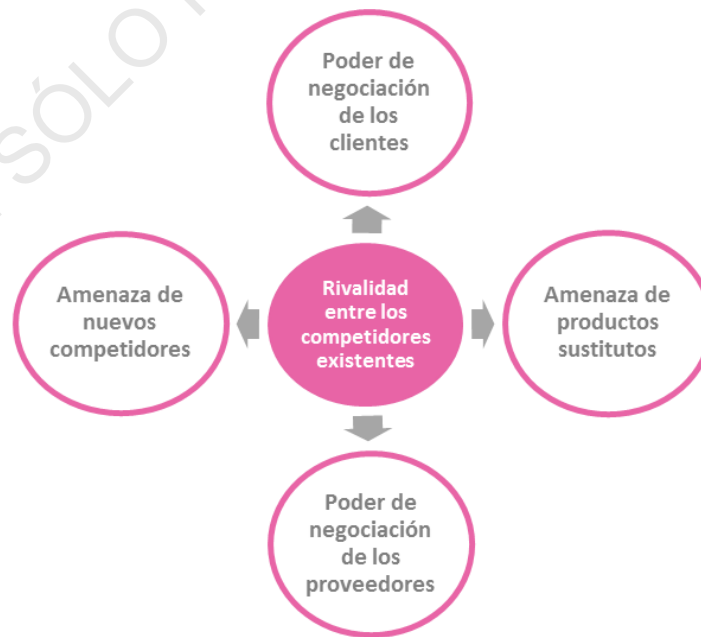 SÓLO
Poder de
negociación
de los
clientes
Amenaza de
nuevos
competidores
Rivalidad
entre los
competidores
existentes
Amenaza de
productos
sustitutos
Poder de
negociación
de los
proveedores